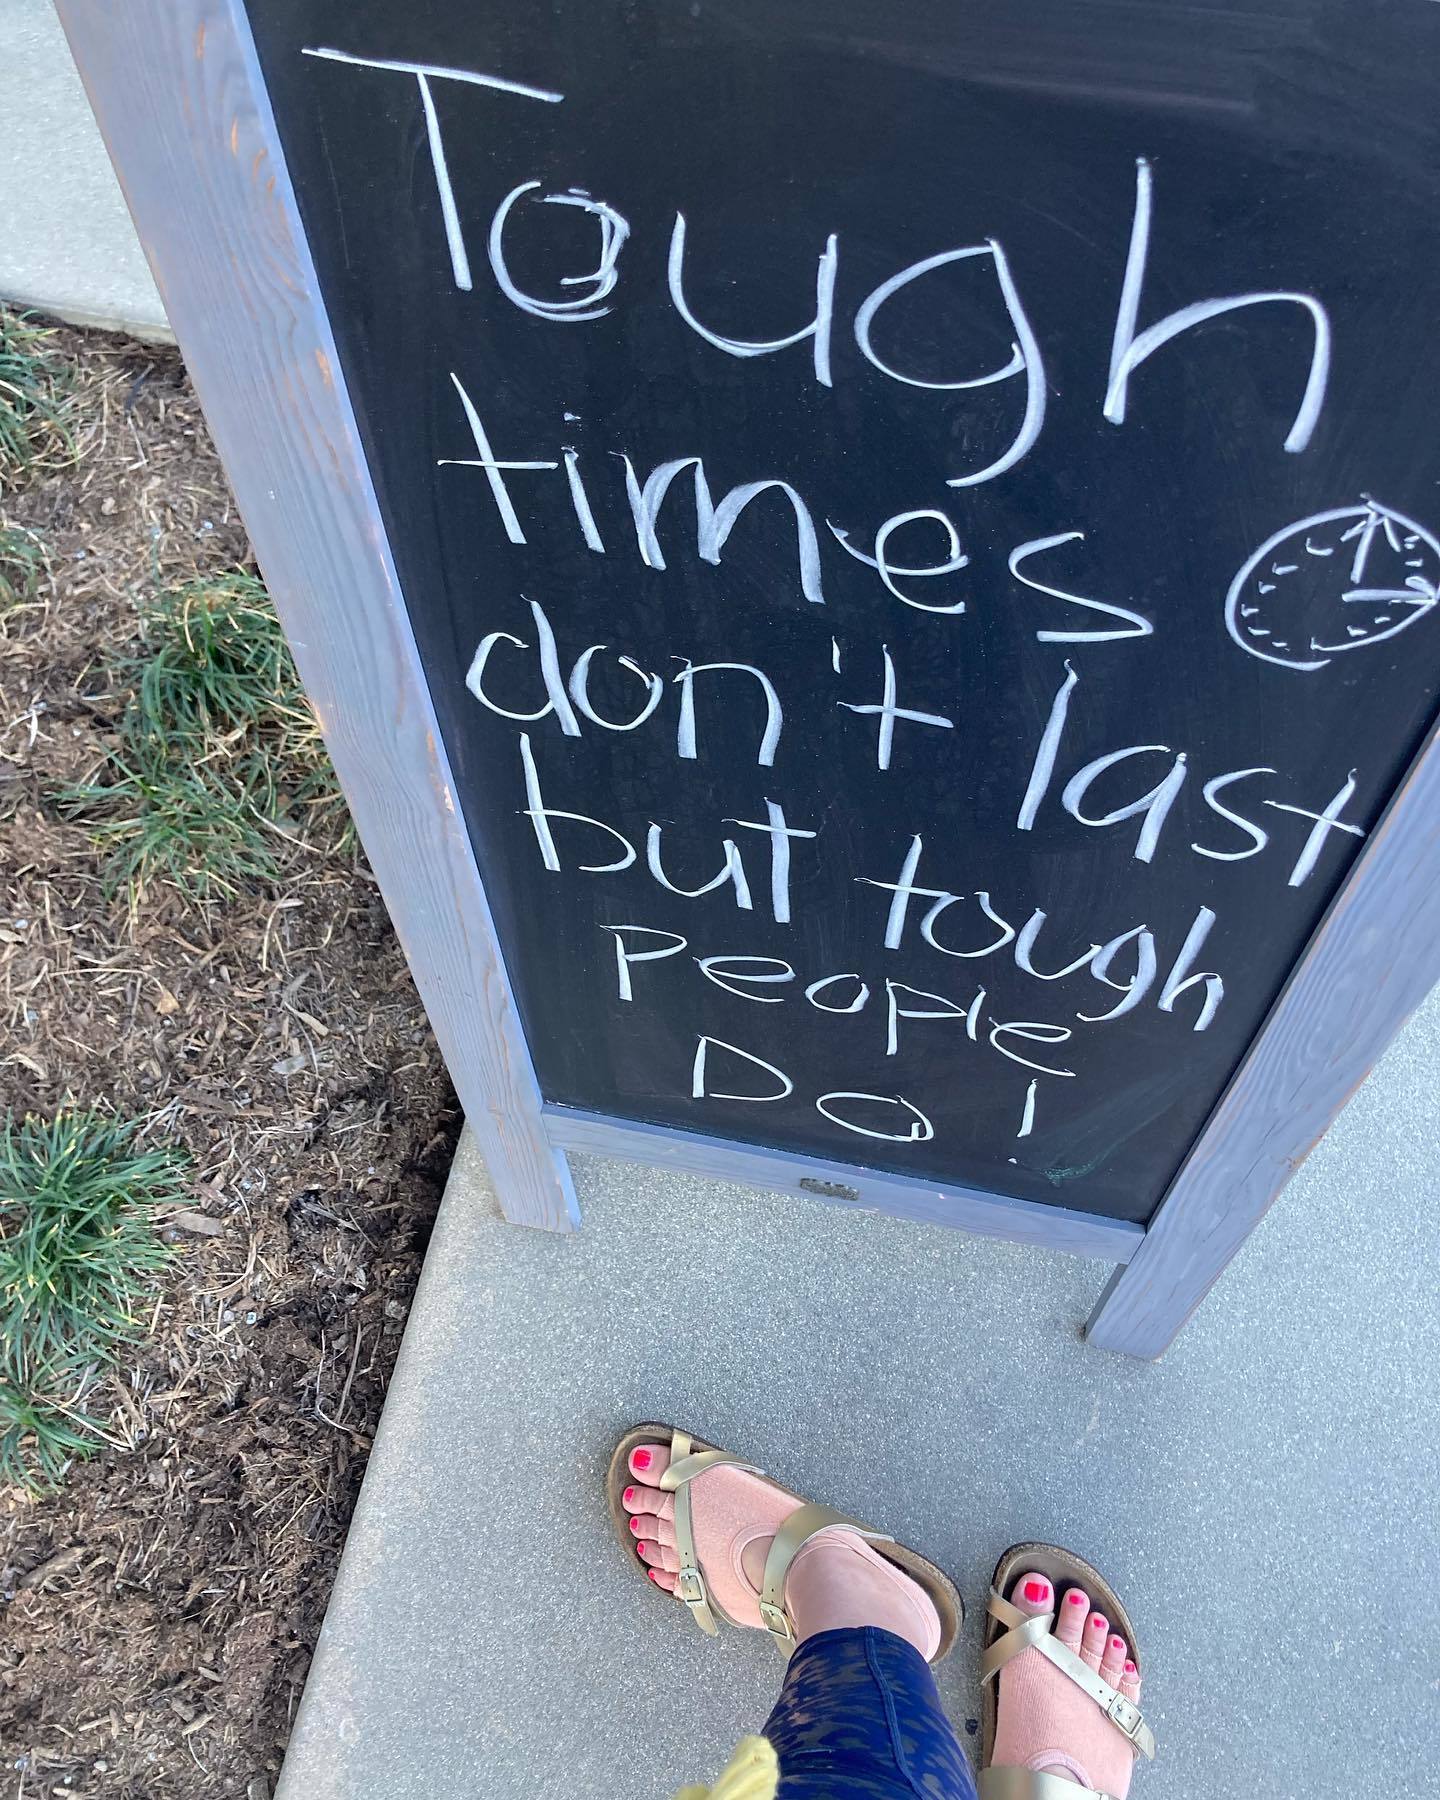 Tough
times
don't last
but tough
People
Do!